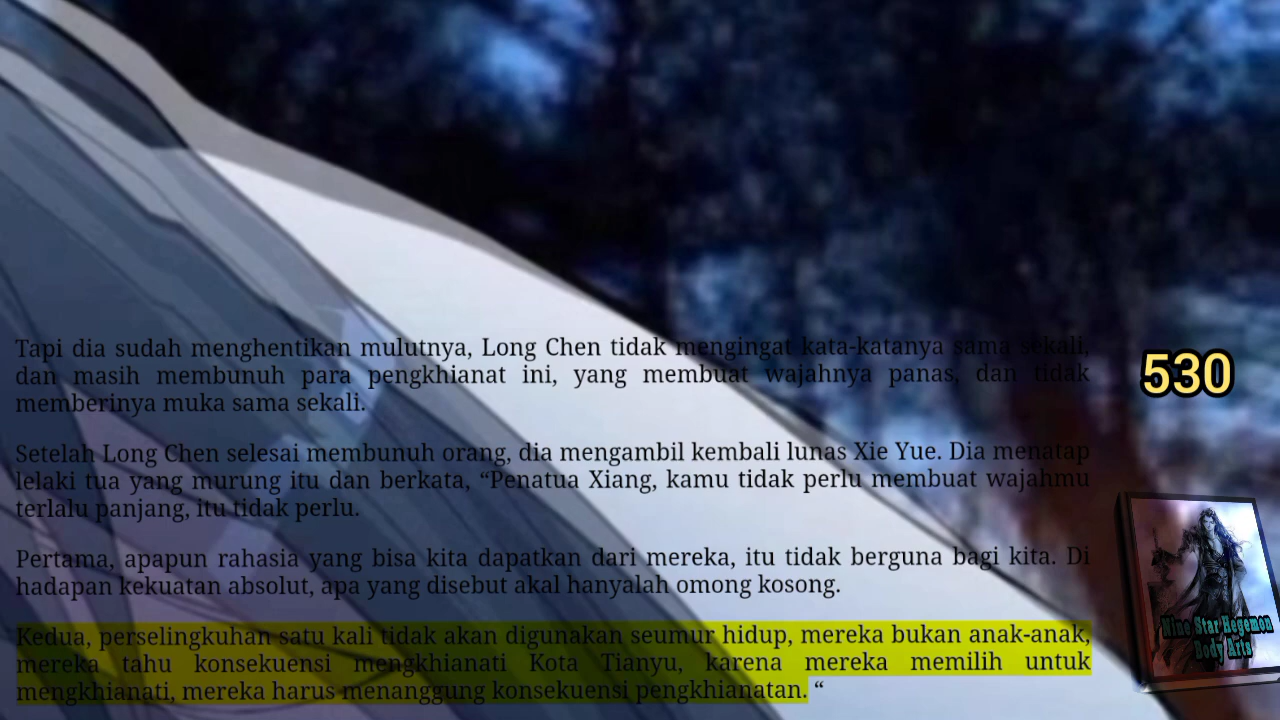 Tapi dia sudah menghentikan mulutnya, Long Chen tidak mengingat kata-katanya sama sekali,
dan masih membunuh para pengkhianat ini, yang membuat wajahnya panas, dan tidak
memberinya muka sama sekali.
Setelah Long Chen selesai membunuh orang, dia mengambil kembali lunas Xie Yue. Dia menatap
lelaki tua yang murung itu dan berkata, “Penatua Xiang, kamu tidak perlu membuat wajahmu
terlalu panjang, itu tidak perlu.
Pertama, apapun rahasia yang bisa kita dapatkan dari mereka, itu tidak berguna bagi kita. Di
hadapan kekuatan absolut, apa yang disebut akal hanyalah omong kosong.
Kedua, perselingkuhan satu kali tidak akan digunakan seumur hidup, mereka bukan anak-anak,
mereka tahu konsekuensi mengkhianati Kota Tianyu, karena mereka memilih untuk
mengkhianati, mereka harus menanggung konsekuensi pengkhianatan. “
530
Nine Star Hegemon
Body Arts